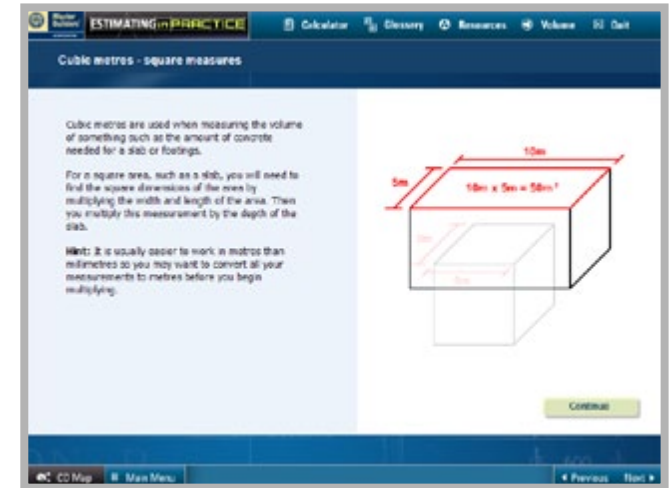 Master Builders
ESTIMATING in PRACTICE
Calculator
Glossary
Resources
Volume
Quit
Cubic metres - square measures
Cubic metres are used when measuring the volume
of something such as the amount of concrete
needed for a slab or footings.
For a square area, such as a slab, you will need to
find the square dimensions of the area by
multiplying the width and length of the area. Then
you multiply this measurement by the depth of the
slab.
Hint: It is usually easier to work in metres than
millimetres so you may want to convert all your
measurements to metres before you begin
multiplying.
10m
5m
10m x 5m = 50m²
Continue
CD Map
Main Menu
Previous
Next